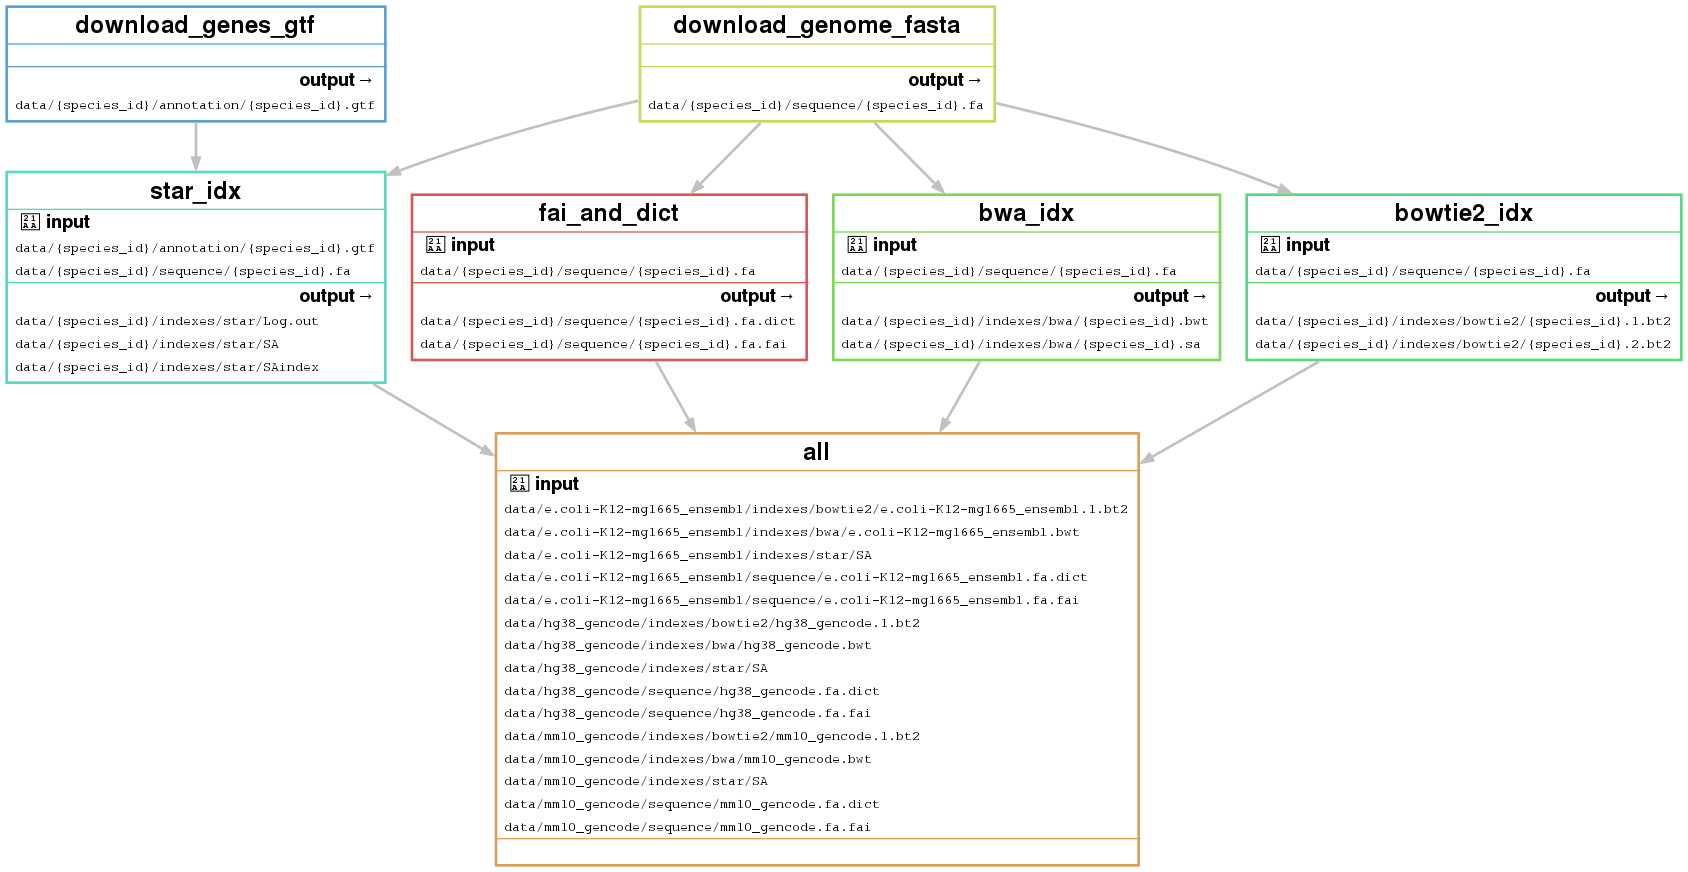 download_genes_gtf
output →
data/{species_id}/annotation/{species_id}.gtf
download_genome_fasta
output →
data/{species_id}/sequence/{species_id}.fa
star_idx
input
data/{species_id}/annotation/{species_id}.gtf
data/{species_id}/sequence/{species_id}.fa
output →
data/{species_id}/indexes/star/Log.out
data/{species_id}/indexes/star/SA
data/{species_id}/indexes/star/SAindex
fai_and_dict
input
data/{species_id}/sequence/{species_id}.fa
output →
data/{species_id}/sequence/{species_id}.fa.dict
data/{species_id}/sequence/{species_id}.fa.fai
bwa_idx
input
data/{species_id}/sequence/{species_id}.fa
output →
data/{species_id}/indexes/bwa/{species_id}.bwt
data/{species_id}/indexes/bwa/{species_id}.sa
bowtie2_idx
input
data/{species_id}/sequence/{species_id}.fa
output →
data/{species_id}/indexes/bowtie2/{species_id}.1.bt2
data/{species_id}/indexes/bowtie2/{species_id}.2.bt2
all
input
data/e.coli-K12-mg1665_ensembl/indexes/bowtie2/e.coli-K12-mg1665_ensembl.1.bt2
data/e.coli-K12-mg1665_ensembl/indexes/bwa/e.coli-K12-mg1665_ensembl.bwt
data/e.coli-K12-mg1665_ensembl/indexes/star/SA
data/e.coli-K12-mg1665_ensembl/sequence/e.coli-K12-mg1665_ensembl.fa.dict
data/e.coli-K12-mg1665_ensembl/sequence/e.coli-K12-mg1665_ensembl.fa.fai
data/hg38_gencode/indexes/bowtie2/hg38_gencode.1.bt2
data/hg38_gencode/indexes/bwa/hg38_gencode.bwt
data/hg38_gencode/indexes/star/SA
data/hg38_gencode/sequence/hg38_gencode.fa.dict
data/hg38_gencode/sequence/hg38_gencode.fa.fai
data/mm10_gencode/indexes/bowtie2/mm10_gencode.1.bt2
data/mm10_gencode/indexes/bwa/mm10_gencode.bwt
data/mm10_gencode/indexes/star/SA
data/mm10_gencode/sequence/mm10_gencode.fa.dict
data/mm10_gencode/sequence/mm10_gencode.fa.fai